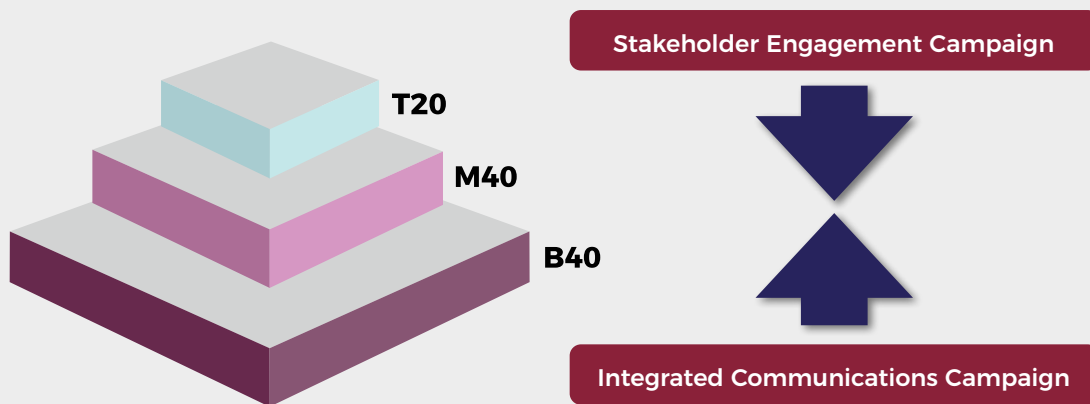 Stakeholder Engagement Campaign
T20
M40
B40
Integrated Communications Campaign